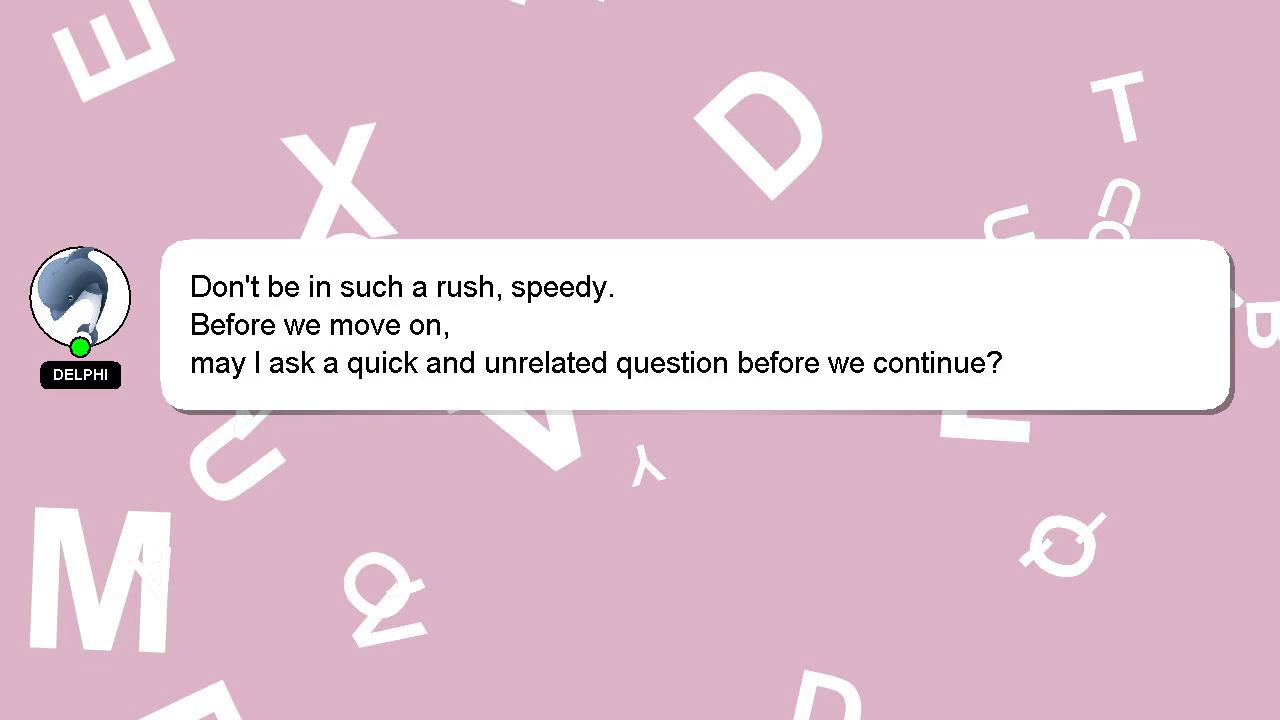 Don't be in such a rush, speedy.
Before we move on,
may I ask a quick and unrelated question before we continue?
DELPHI
E
X
D
T
U
M
Y
Q
D